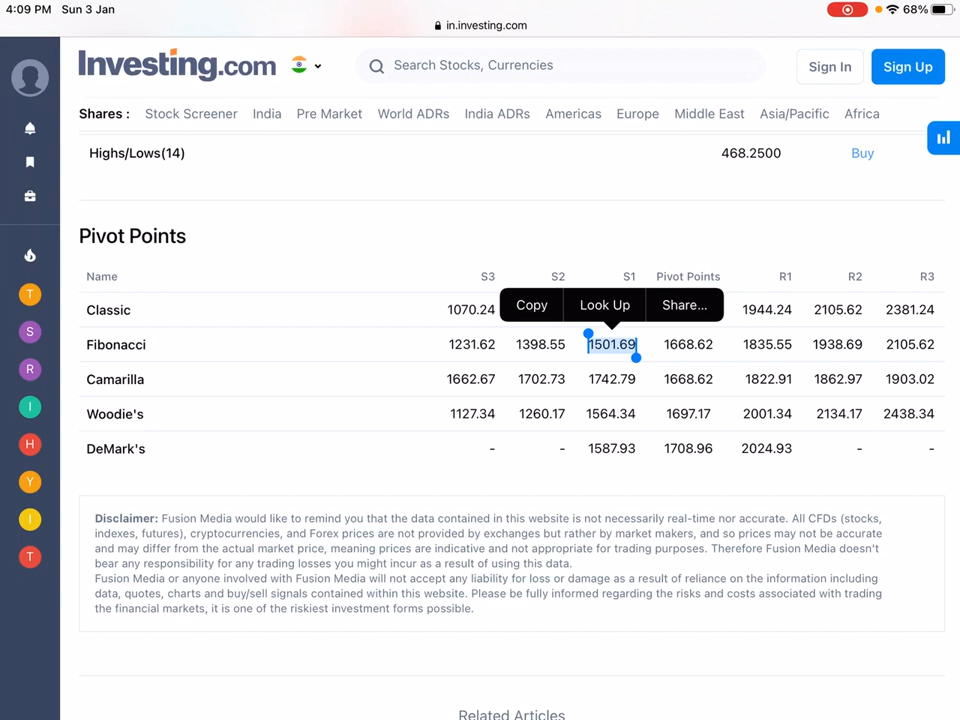 4:09 PM Sun 3 Jan 68%
in.investing.com
Investing.com Search Stocks, Currencies Sign In Sign Up
Shares : Stock Screener India Pre Market World ADRs India ADRs Americas Europe Middle East Asia/Pacific Africa
Highs/Lows(14) 468.2500 Buy
Pivot Points
Name S3 S2 S1 Pivot Points R1 R2 R3
Classic 1070.24 1944.24 2105.62 2381.24
Copy Look Up Share...
Fibonacci 1231.62 1398.55 1501.69 1668.62 1835.55 1938.69 2105.62
Camarilla 1662.67 1702.73 1742.79 1668.62 1822.91 1862.97 1903.02
Woodie's 1127.34 1260.17 1564.34 1697.17 2001.34 2134.17 2438.34
DeMark's - - 1587.93 1708.96 2024.93 - -
T
S
R
I
H
Y
I
T
Disclaimer: Fusion Media would like to remind you that the data contained in this website is not necessarily real-time nor accurate. All CFDs (stocks,
indexes, futures), cryptocurrencies, and Forex prices are not provided by exchanges but rather by market makers, and so prices may not be accurate
and may differ from the actual market price, meaning prices are indicative and not appropriate for trading purposes. Therefore Fusion Media doesn't
bear any responsibility for any trading losses you might incur as a result of using this data.
Fusion Media or anyone involved with Fusion Media will not accept any liability for loss or damage as a result of reliance on the information including
data, quotes, charts and buy/sell signals contained within this website. Please be fully informed regarding the risks and costs associated with trading
the financial markets, it is one of the riskiest investment forms possible.
Related Articles